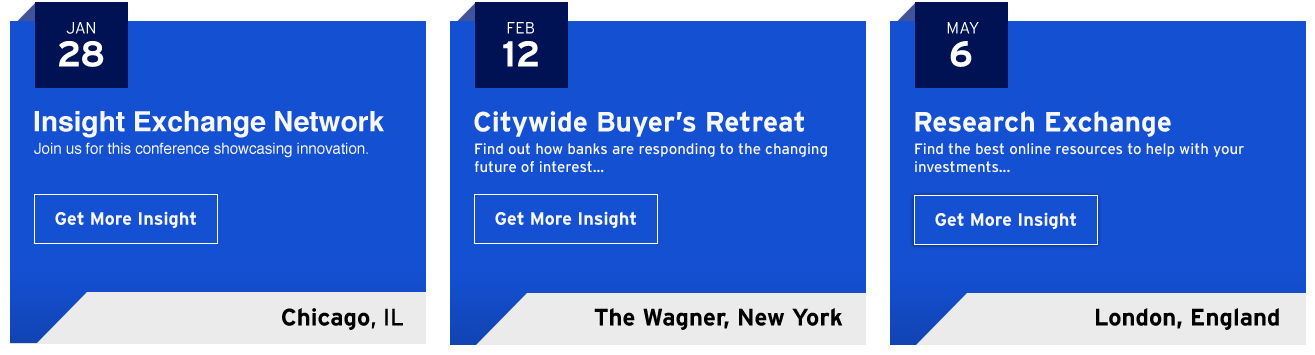 JAN
28
Insight Exchange Network
Join us for this conference showcasing innovation.
Get More Insight
Chicago, IL
FEB
12
Citywide Buyer's Retreat
Find out how banks are responding to the changing
future of interest...
Get More Insight
The Wagner, New York
MAY
6
Research Exchange
Find the best online resources to help with your
investments...
Get More Insight
London, England